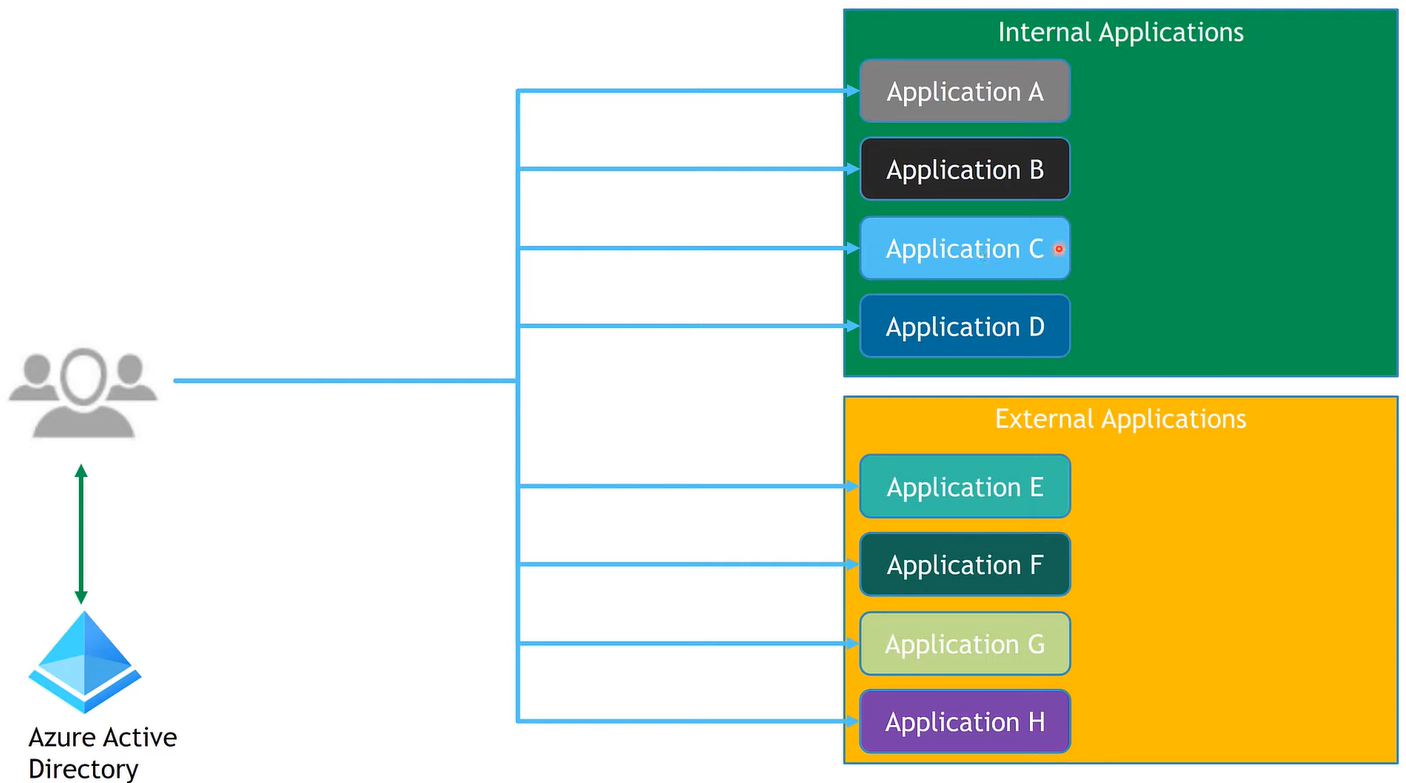 Internal Applications
Application A
Application B
Application C
Application D
External Applications
Application E
Application F
Application G
Application H
Azure Active
Directory